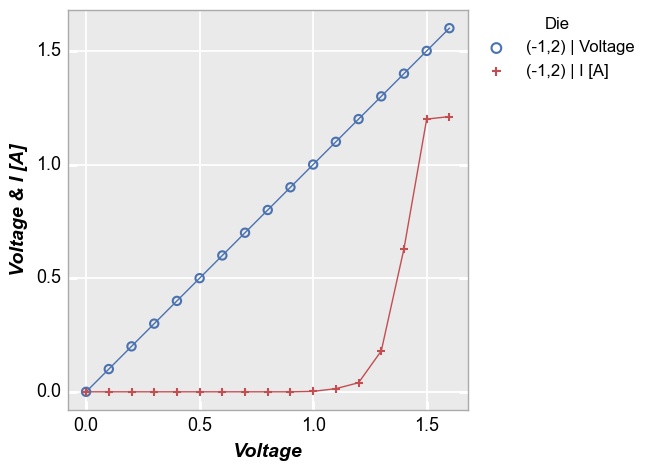 Die
(-1,2) | Voltage
(-1,2) | I [A]
Voltage & I [A]
1.5
1.0
0.5
0.0
0.0 0.5 1.0 1.5
Voltage